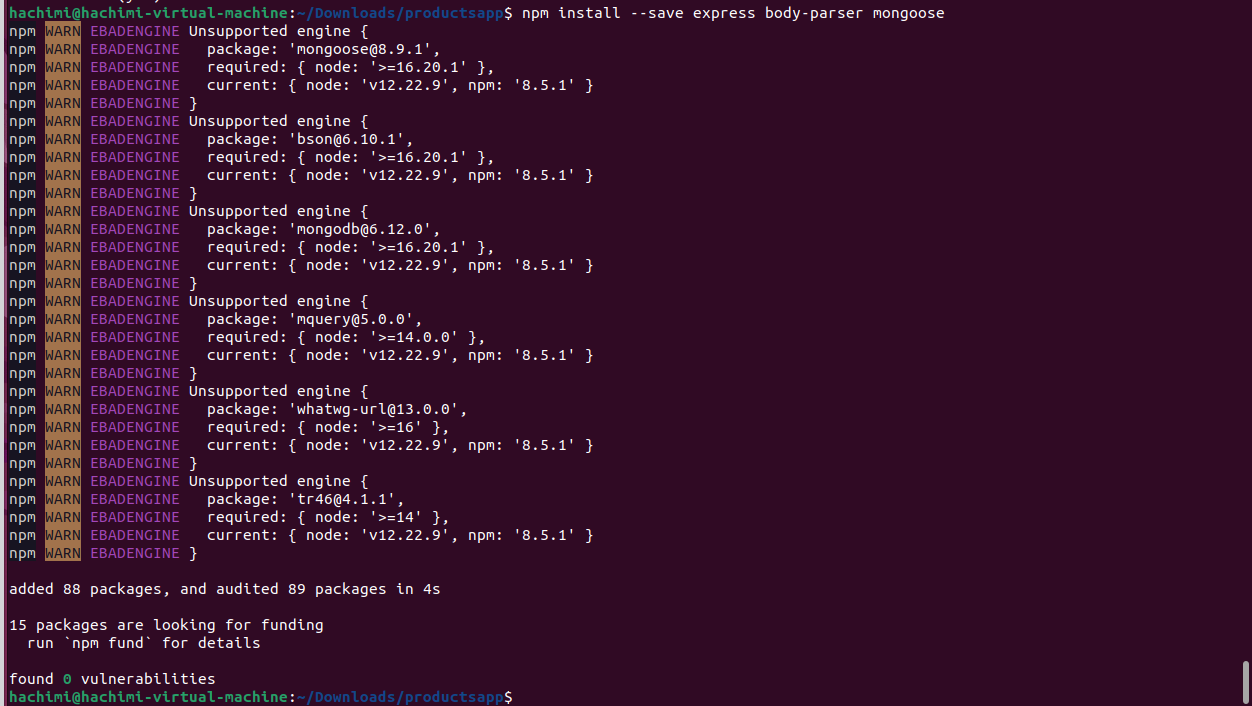 hachimi@hachimi-virtual-machine:~/Downloads/productsapp$ npm install --save express body-parser mongoose
npm WARN EBADENGINE Unsupported engine {
npm WARN EBADENGINE   package: 'mongoose@8.9.1',
npm WARN EBADENGINE   required: { node: '>=16.20.1' },
npm WARN EBADENGINE   current: { node: 'v12.22.9', npm: '8.5.1' }
npm WARN EBADENGINE }
npm WARN EBADENGINE Unsupported engine {
npm WARN EBADENGINE   package: 'bson@6.10.1',
npm WARN EBADENGINE   required: { node: '>=16.20.1' },
npm WARN EBADENGINE   current: { node: 'v12.22.9', npm: '8.5.1' }
npm WARN EBADENGINE }
npm WARN EBADENGINE Unsupported engine {
npm WARN EBADENGINE   package: 'mongodb@6.12.0',
npm WARN EBADENGINE   required: { node: '>=16.20.1' },
npm WARN EBADENGINE   current: { node: 'v12.22.9', npm: '8.5.1' }
npm WARN EBADENGINE }
npm WARN EBADENGINE Unsupported engine {
npm WARN EBADENGINE   package: 'mquery@5.0.0',
npm WARN EBADENGINE   required: { node: '>=14.0.0' },
npm WARN EBADENGINE   current: { node: 'v12.22.9', npm: '8.5.1' }
npm WARN EBADENGINE }
npm WARN EBADENGINE Unsupported engine {
npm WARN EBADENGINE   package: 'whatwg-url@13.0.0',
npm WARN EBADENGINE   required: { node: '>=16' },
npm WARN EBADENGINE   current: { node: 'v12.22.9', npm: '8.5.1' }
npm WARN EBADENGINE }
npm WARN EBADENGINE Unsupported engine {
npm WARN EBADENGINE   package: 'tr46@4.1.1',
npm WARN EBADENGINE   required: { node: '>=14' },
npm WARN EBADENGINE   current: { node: 'v12.22.9', npm: '8.5.1' }
npm WARN EBADENGINE }
added 88 packages, and audited 89 packages in 4s
15 packages are looking for funding
  run `npm fund` for details
found 0 vulnerabilities
hachimi@hachimi-virtual-machine:~/Downloads/productsapp$